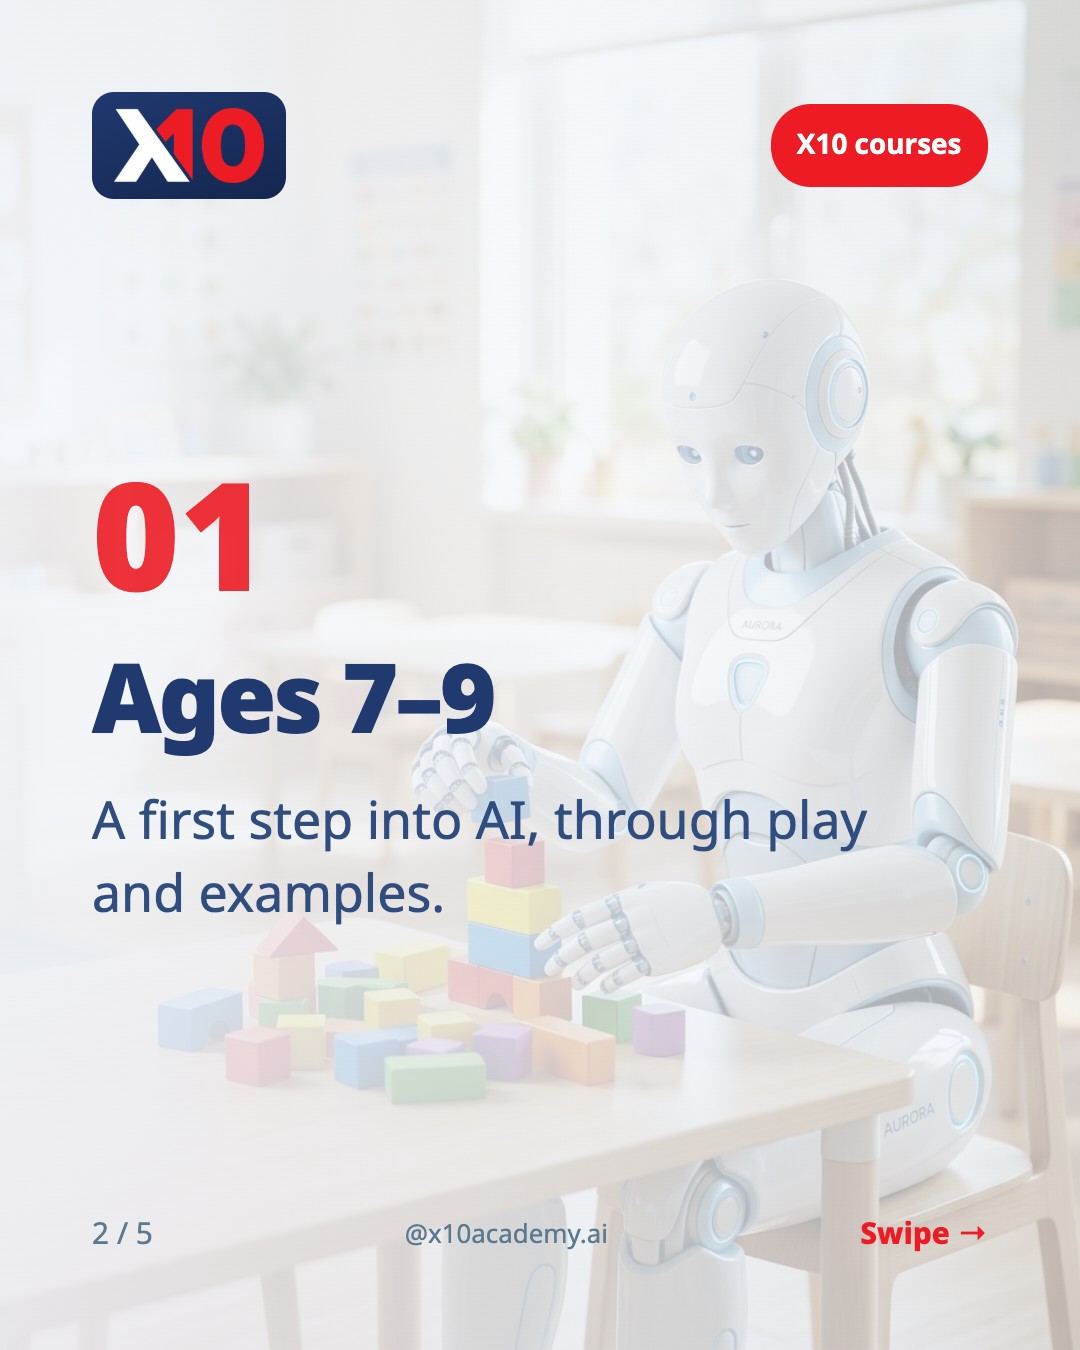 X10
X10 courses
01
Ages 7–9
A first step into AI, through play
and examples.
AURORA
AURORA
2 / 5
@x10academy.ai
Swipe →